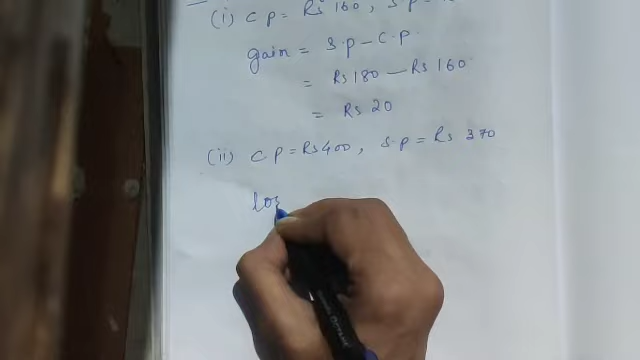 (i) C p = Rs 160, S.p =
gain = S.p – C.p.
= Rs 180 – Rs 160
= Rs 20
(ii) C p = Rs 400, S.p = Rs 370
los